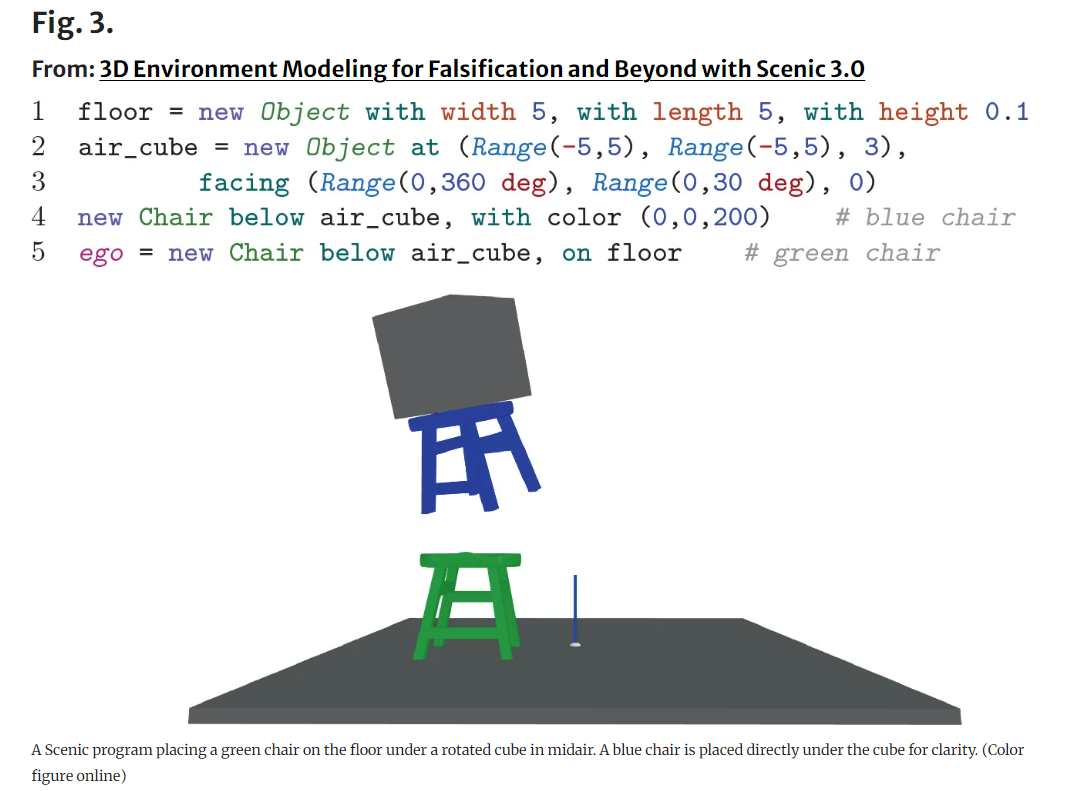 Fig. 3.
From: 3D Environment Modeling for Falsification and Beyond with Scenic 3.0
1 floor = new Object with width 5, with length 5, with height 0.1
2 air_cube = new Object at (Range(-5,5), Range(-5,5), 3),
3 facing (Range(0,360 deg), Range(0,30 deg), 0)
4 new Chair below air_cube, with color (0,0,200) # blue chair
5 ego = new Chair below air_cube, on floor # green chair
A Scenic program placing a green chair on the floor under a rotated cube in midair. A blue chair is placed directly under the cube for clarity. (Color
figure online)